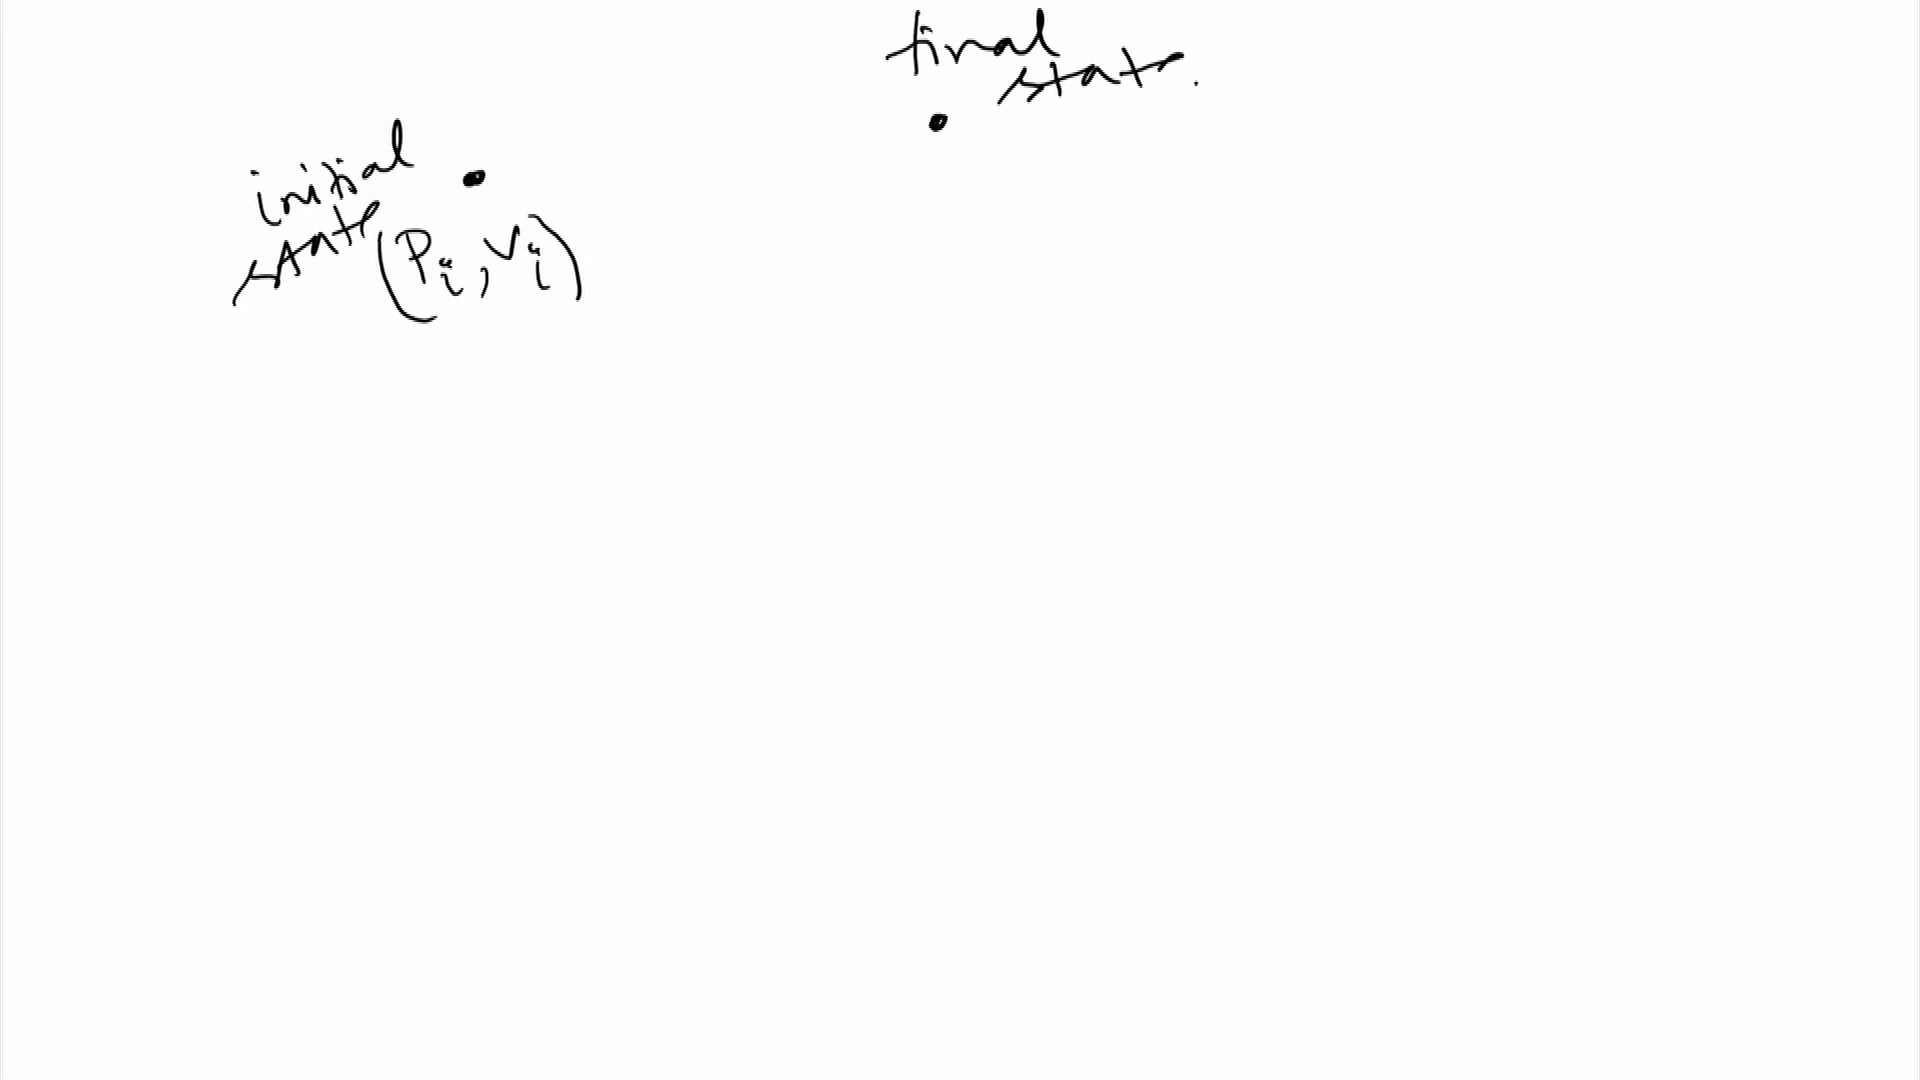 final
state.
initial
state
(Pi, Vi)